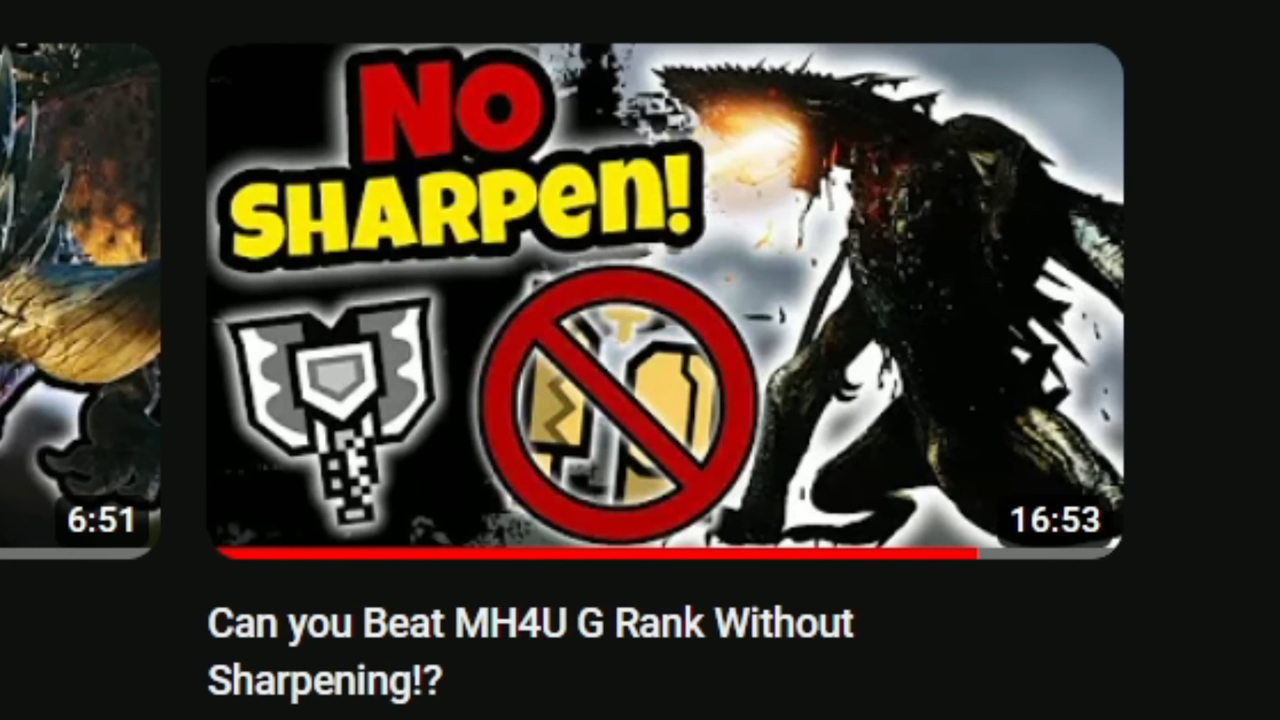 NO
SHARPen!
6:51
16:53
Can you Beat MH4U G Rank Without
Sharpening!?